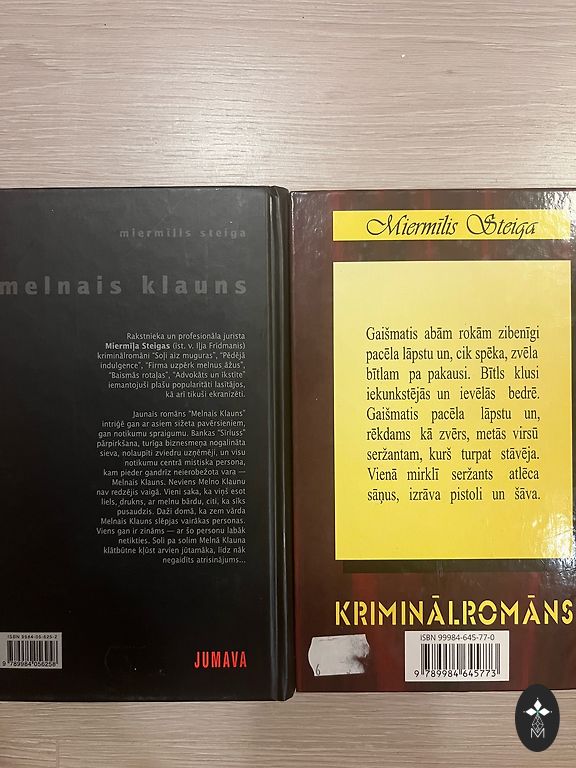 miermilis steiga
melnais klauns
Rakstnieka un profesionāla jurista
Miermīļa Steigas (ist. v. Iļja Fridmanis)
kriminālromāni "Soļi aiz muguras", "Pēdējā
indulgence", "Firma uzpērk melnus āžus",
"Baismās rotaļas", "Advokāts un ikstīte"
iemantojuši plašu popularitāti lasītājos,
kā arī tikuši ekranizēti.
Jaunais romāns "Melnais Klauns"
intriģē gan ar asiem sižeta pavērsieniem,
gan notikumu spraigumu. Bankas "Sīriuss"
pārpirkšana, turīga biznesmeņa nogalināta
sieva, nolaupīti zviedru uzņēmēji, un visu
notikumu centrā mistiska persona,
kam pieder gandrīz neierobežota vara —
Melnais Klauns. Neviens Melno Klaunu
nav redzējis vaigā. Vieni saka, ka viņš esot
liels, drukns, ar melnu bārdu, citi, ka sīks
pusaudzis. Daži domā, ka zem vārda
Melnais Klauns slēpjas vairākas personas.
Viens gan ir zināms — ar šo personu labāk
netikties. Soli pa solim Melnā Klauna
klātbūtne kļūst arvien jūtamāka, līdz nāk
negaidīts atrisinājums...
ISBN 9984-05-625-2
9 789984 056258
JUMAVA
Miermīlis Steiga
Gaišmatis abām rokām zibenīgi
pacēla lāpstu un, cik spēka, zvēla
bītlam pa pakausi. Bītls klusi
iekunkstējās un ievēlās bedrē.
Gaišmatis pacēla lāpstu un,
rēkdams kā zvērs, metās virsū
seržantam, kurš turpat stāvēja.
Vienā mirklī seržants atlēca
sāņus, izrāva pistoli un šāva.
KRIMINĀLROMĀNS
ISBN 99984-645-77-0
9 789984 645773
6
M